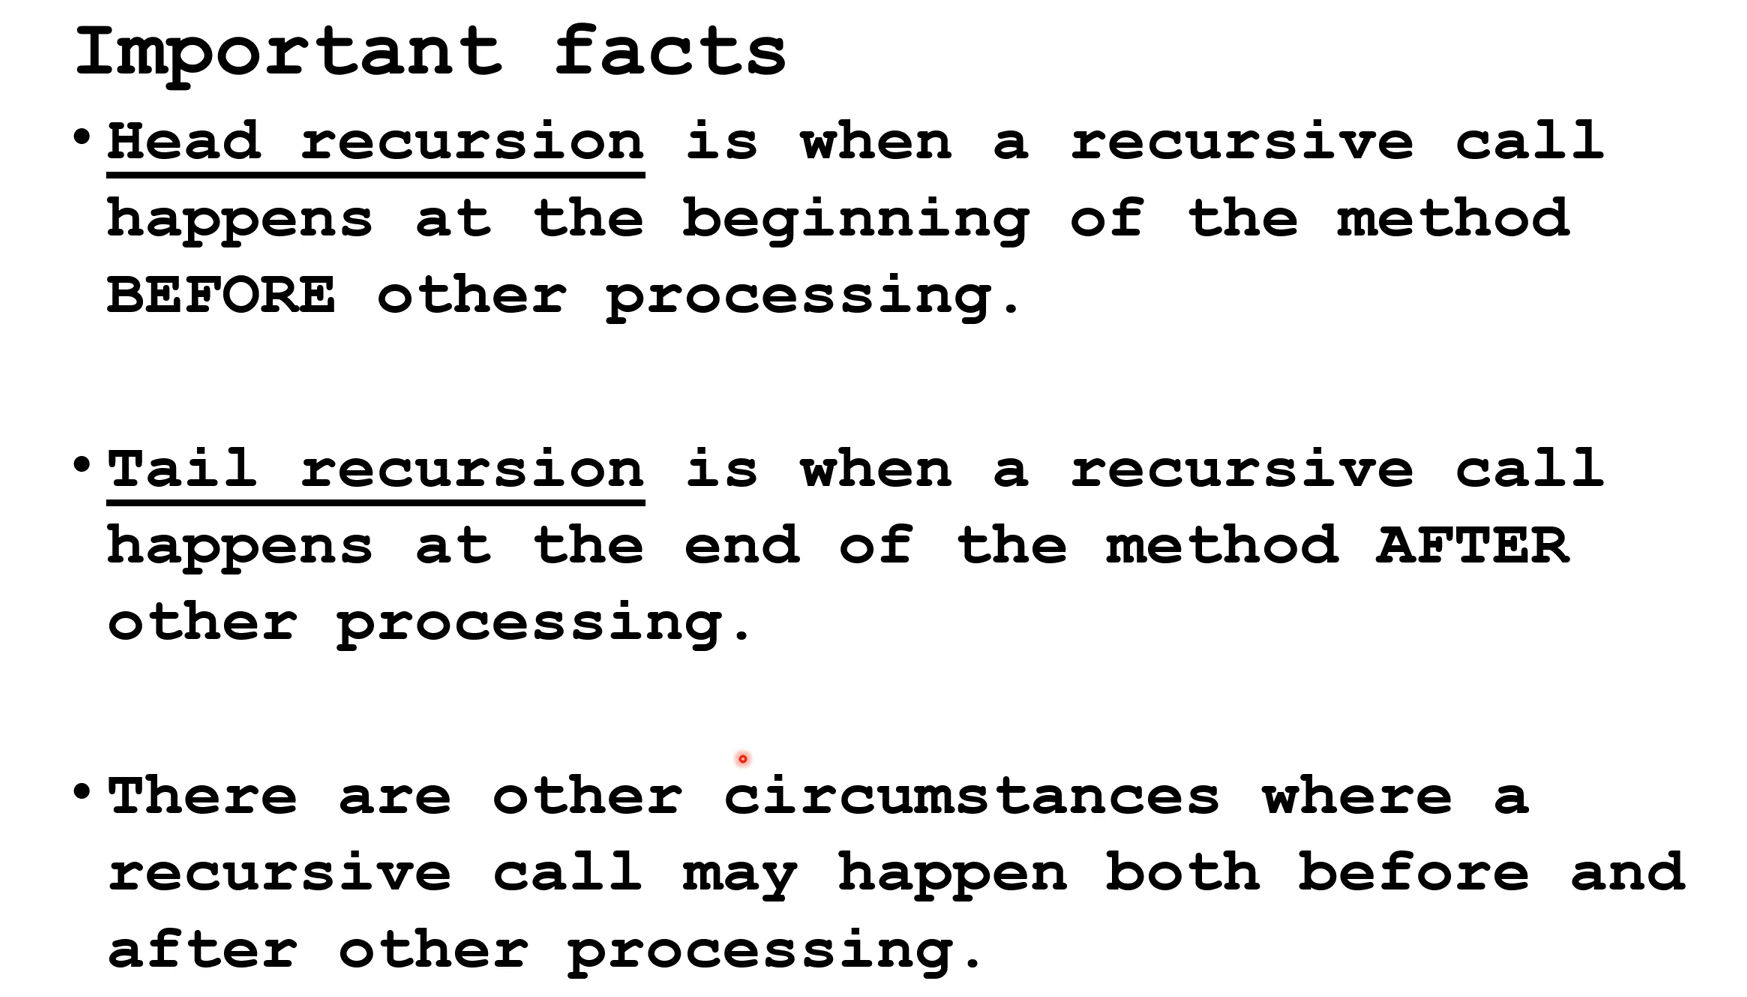 Important facts
• Head recursion is when a recursive call
happens at the beginning of the method
BEFORE other processing.
• Tail recursion is when a recursive call
happens at the end of the method AFTER
other processing.
• There are other circumstances where a
recursive call may happen both before and
after other processing.